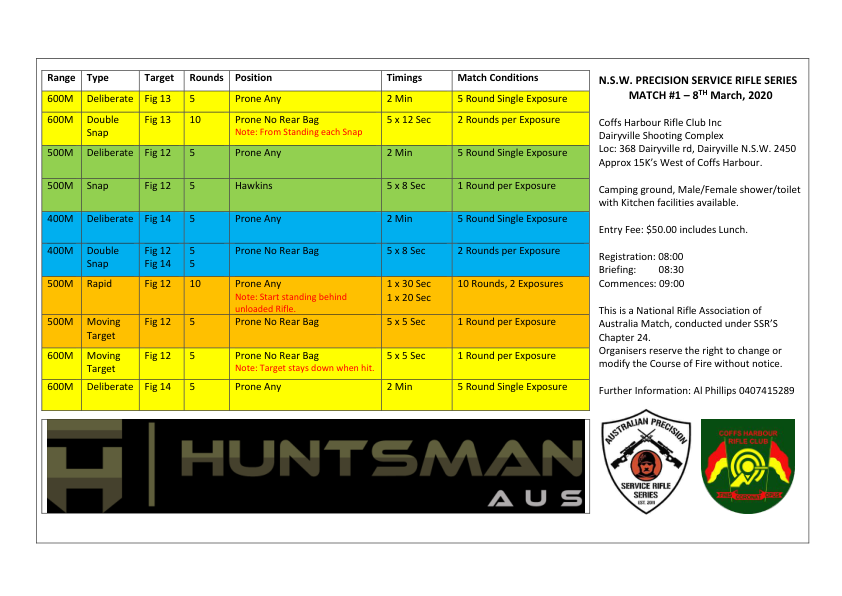 Range Type Target Rounds Position Timings Match Conditions
600M Deliberate Fig 13 5 Prone Any 2 Min 5 Round Single Exposure
600M Double Fig 13 10 Prone No Rear Bag 5 x 12 Sec 2 Rounds per Exposure
Snap Note: From Standing each Snap
500M Deliberate Fig 12 5 Prone Any 2 Min 5 Round Single Exposure
500M Snap Fig 12 5 Hawkins 5 x 8 Sec 1 Round per Exposure
400M Deliberate Fig 14 5 Prone Any 2 Min 5 Round Single Exposure
400M Double Fig 12 5 Prone No Rear Bag 5 x 8 Sec 2 Rounds per Exposure
Snap Fig 14 5
500M Rapid Fig 12 10 Prone Any 1 x 30 Sec 10 Rounds, 2 Exposures
Note: Start standing behind 1 x 20 Sec
unloaded Rifle.
500M Moving Fig 12 5 Prone No Rear Bag 5 x 5 Sec 1 Round per Exposure
Target
600M Moving Fig 12 5 Prone No Rear Bag 5 x 5 Sec 1 Round per Exposure
Target Note: Target stays down when hit.
600M Deliberate Fig 14 5 Prone Any 2 Min 5 Round Single Exposure
N.S.W. PRECISION SERVICE RIFLE SERIES
MATCH #1 – 8TH March, 2020
Coffs Harbour Rifle Club Inc
Dairyville Shooting Complex
Loc: 368 Dairyville rd, Dairyville N.S.W. 2450
Approx 15K's West of Coffs Harbour.
Camping ground, Male/Female shower/toilet
with Kitchen facilities available.
Entry Fee: $50.00 includes Lunch.
Registration: 08:00
Briefing: 08:30
Commences: 09:00
This is a National Rifle Association of
Australia Match, conducted under SSR'S
Chapter 24.
Organisers reserve the right to change or
modify the Course of Fire without notice.
Further Information: Al Phillips 0407415289
HUNTSMAN
AUS
AUSTRALIAN PRECISION
SERVICE RIFLE
SERIES
COFFS HARBOUR
RIFLE CLUB